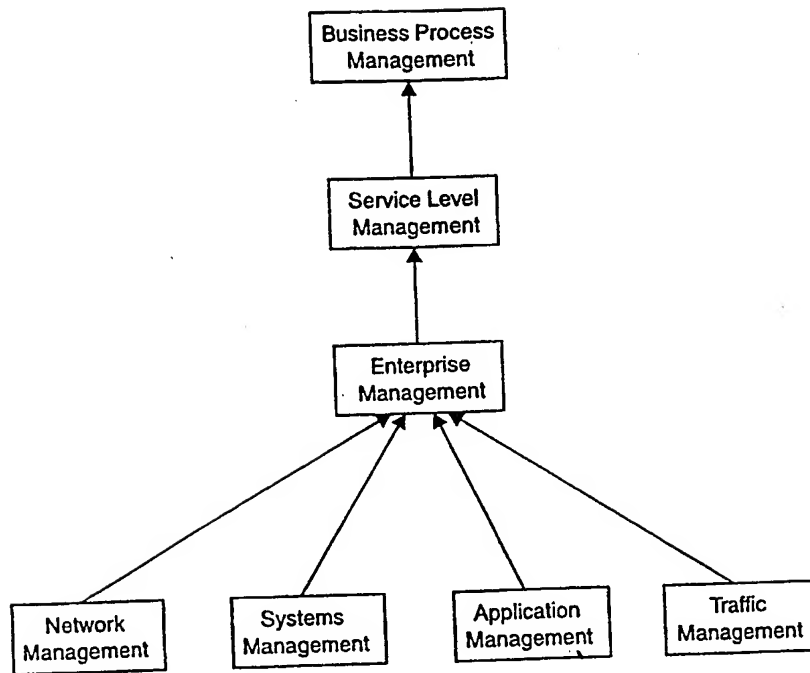 Business Process
Management
Service Level
Management
Enterprise
Management
Network
Management
Systems
Management
Application
Management
Traffic
Management